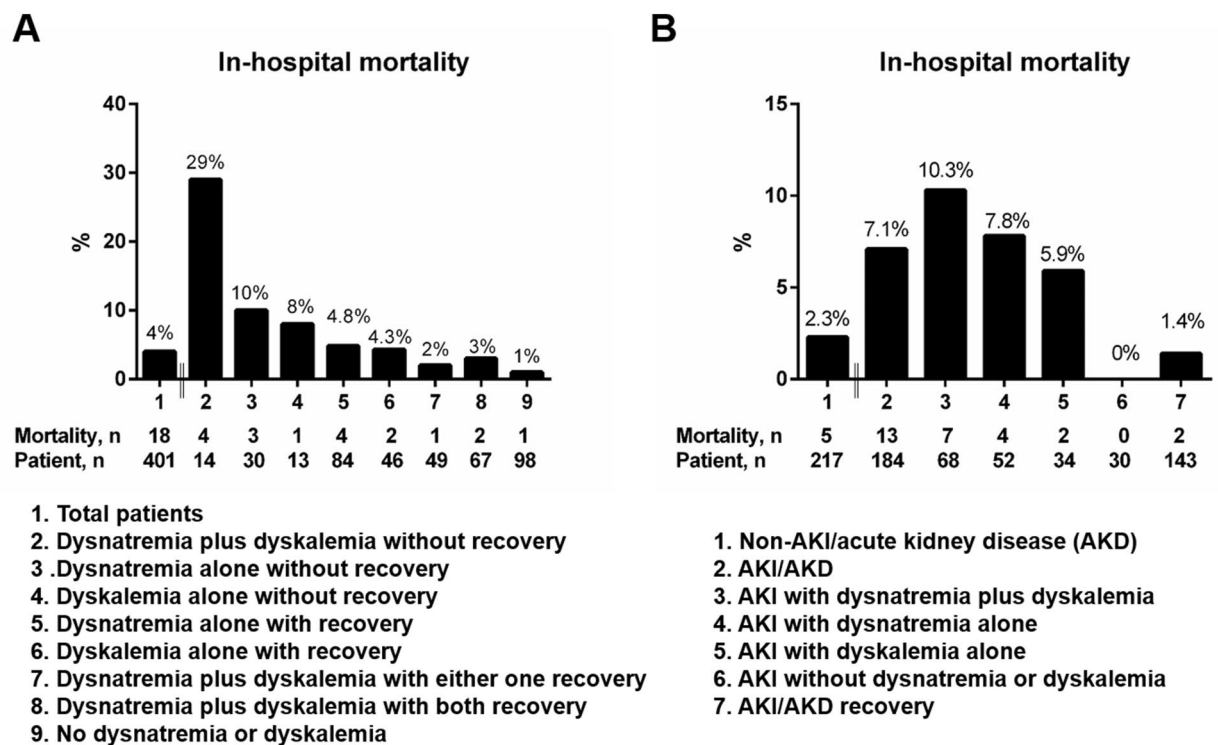 A
In-hospital mortality
%
40
30
20
10
0
4%
29%
10%
8%
4.8%
4.3%
2%
3%
1%
1 2 3 4 5 6 7 8 9
Mortality, n 18 4 3 1 4 2 1 2 1
Patient, n 401 14 30 13 84 46 49 67 98
1. Total patients
2. Dysnatremia plus dyskalemia without recovery
3 .Dysnatremia alone without recovery
4. Dyskalemia alone without recovery
5. Dysnatremia alone with recovery
6. Dyskalemia alone with recovery
7. Dysnatremia plus dyskalemia with either one recovery
8. Dysnatremia plus dyskalemia with both recovery
9. No dysnatremia or dyskalemia
B
In-hospital mortality
%
15
10
5
0
2.3%
7.1%
10.3%
7.8%
5.9%
0%
1.4%
1 2 3 4 5 6 7
Mortality, n 5 13 7 4 2 0 2
Patient, n 217 184 68 52 34 30 143
1. Non-AKI/acute kidney disease (AKD)
2. AKI/AKD
3. AKI with dysnatremia plus dyskalemia
4. AKI with dysnatremia alone
5. AKI with dyskalemia alone
6. AKI without dysnatremia or dyskalemia
7. AKI/AKD recovery